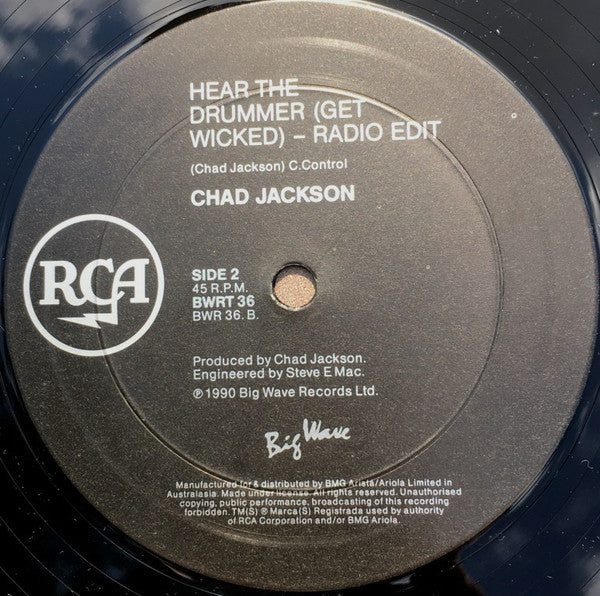 HEAR THE
DRUMMER (GET
WICKED) – RADIO EDIT
(Chad Jackson) C.Control
CHAD JACKSON
RCA
SIDE 2
45 R.P.M.
BWRT 36
BWR 36. B.
Produced by Chad Jackson.
Engineered by Steve E Mac.
℗ 1990 Big Wave Records Ltd.
Big Wave
Manufactured for & distributed by BMG Arista/Ariola Limited in
Australasia. Made under license. All rights reserved. Unauthorised
copying, public performance, broadcasting of this recording
forbidden. TM(S) ® Marca(S) Registrada used by authority
of RCA Corporation and/or BMG Ariola.